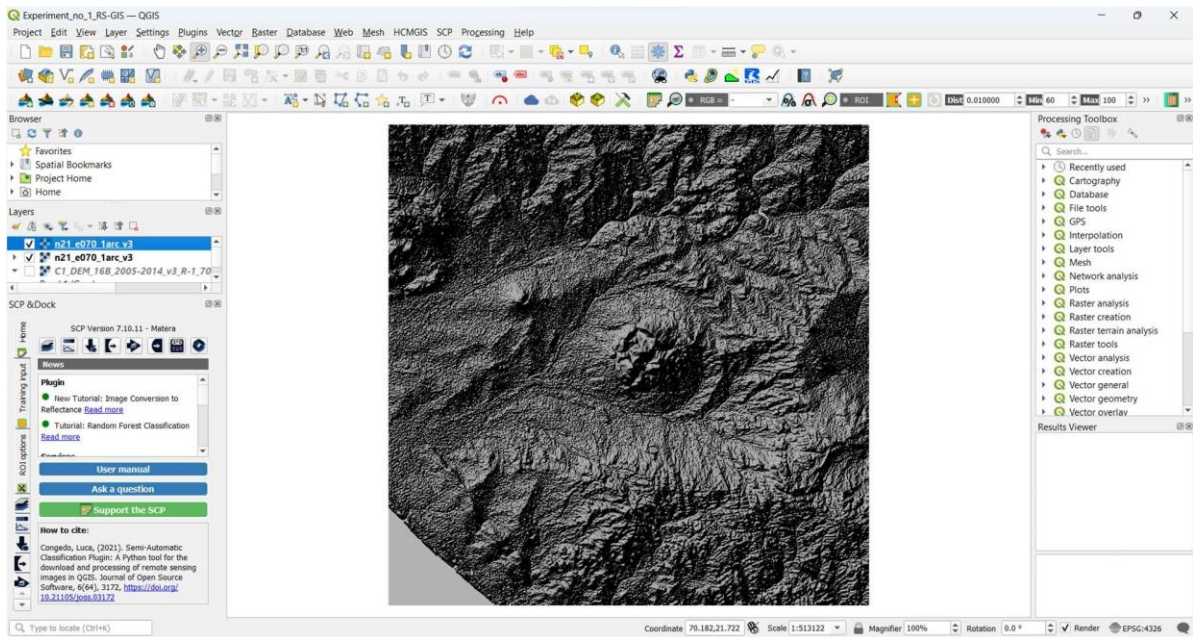 Experiment_no_1_RS-GIS — QGIS
Project Edit View Layer Settings Plugins Vector Raster Database Web Mesh HCMGIS SCP Processing Help
RGB = -
ROI
Dist 0.010000
Min 60
Max 100
Browser
Favorites
Spatial Bookmarks
Project Home
Home
Layers
n21_e070_1arc_v3
n21_e070_1arc_v3
C1_DEM_16B_2005-2014_v3_R-1_70
SCP &Dock
Home
Training input
ROI options
SCP Version 7.10.11 - Matera
News
Plugin
New Tutorial: Image Conversion to
Reflectance Read more
Tutorial: Random Forest Classification
Read more
User manual
Ask a question
Support the SCP
How to cite:
Congedo, Luca, (2021). Semi-Automatic
Classification Plugin: A Python tool for the
download and processing of remote sensing
images in QGIS. Journal of Open Source
Software, 6(64), 3172, https://doi.org/
10.21105/joss.03172
Processing Toolbox
Search...
Recently used
Cartography
Database
File tools
GPS
Interpolation
Layer tools
Mesh
Network analysis
Plots
Raster analysis
Raster creation
Raster terrain analysis
Raster tools
Vector analysis
Vector creation
Vector general
Vector geometry
Vector overlay
Results Viewer
Type to locate (Ctrl+K)
Coordinate 70.182,21.722
Scale 1:513122
Magnifier 100%
Rotation 0.0 °
Render
EPSG:4326